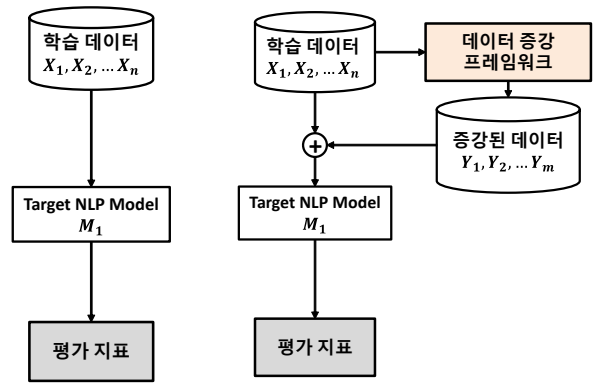 학습 데이터
X₁, X₂, … Xₙ
Target NLP Model
M₁
평가 지표
학습 데이터
X₁, X₂, … Xₙ
데이터 증강
프레임워크
증강된 데이터
Y₁, Y₂, … Yₘ
+
Target NLP Model
M₁
평가 지표